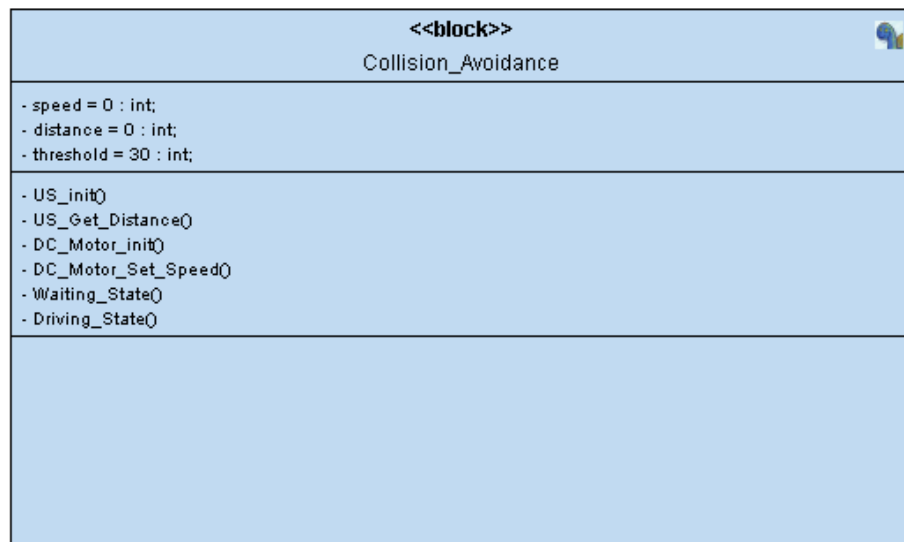 <<block>>
Collision_Avoidance
- speed = 0 : int;
- distance = 0 : int;
- threshold = 30 : int;
- US_init()
- US_Get_Distance()
- DC_Motor_init()
- DC_Motor_Set_Speed()
- Waiting_State()
- Driving_State()